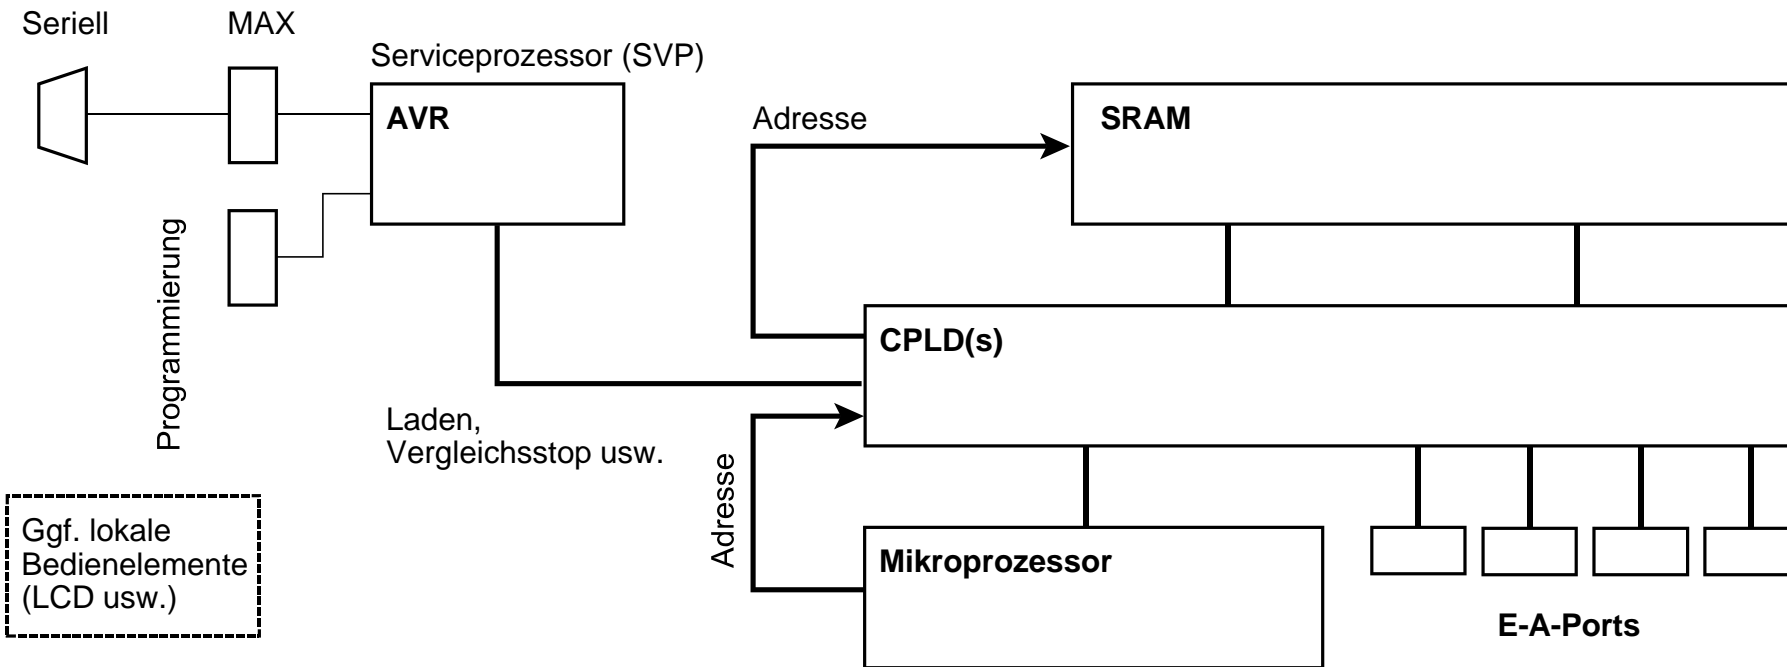 Seriell
MAX
Serviceprozessor (SVP)
AVR
Adresse
SRAM
Programmierung
CPLD(s)
Laden,
Vergleichsstop usw.
Adresse
Ggf. lokale
Bedienelemente
(LCD usw.)
Mikroprozessor
E-A-Ports